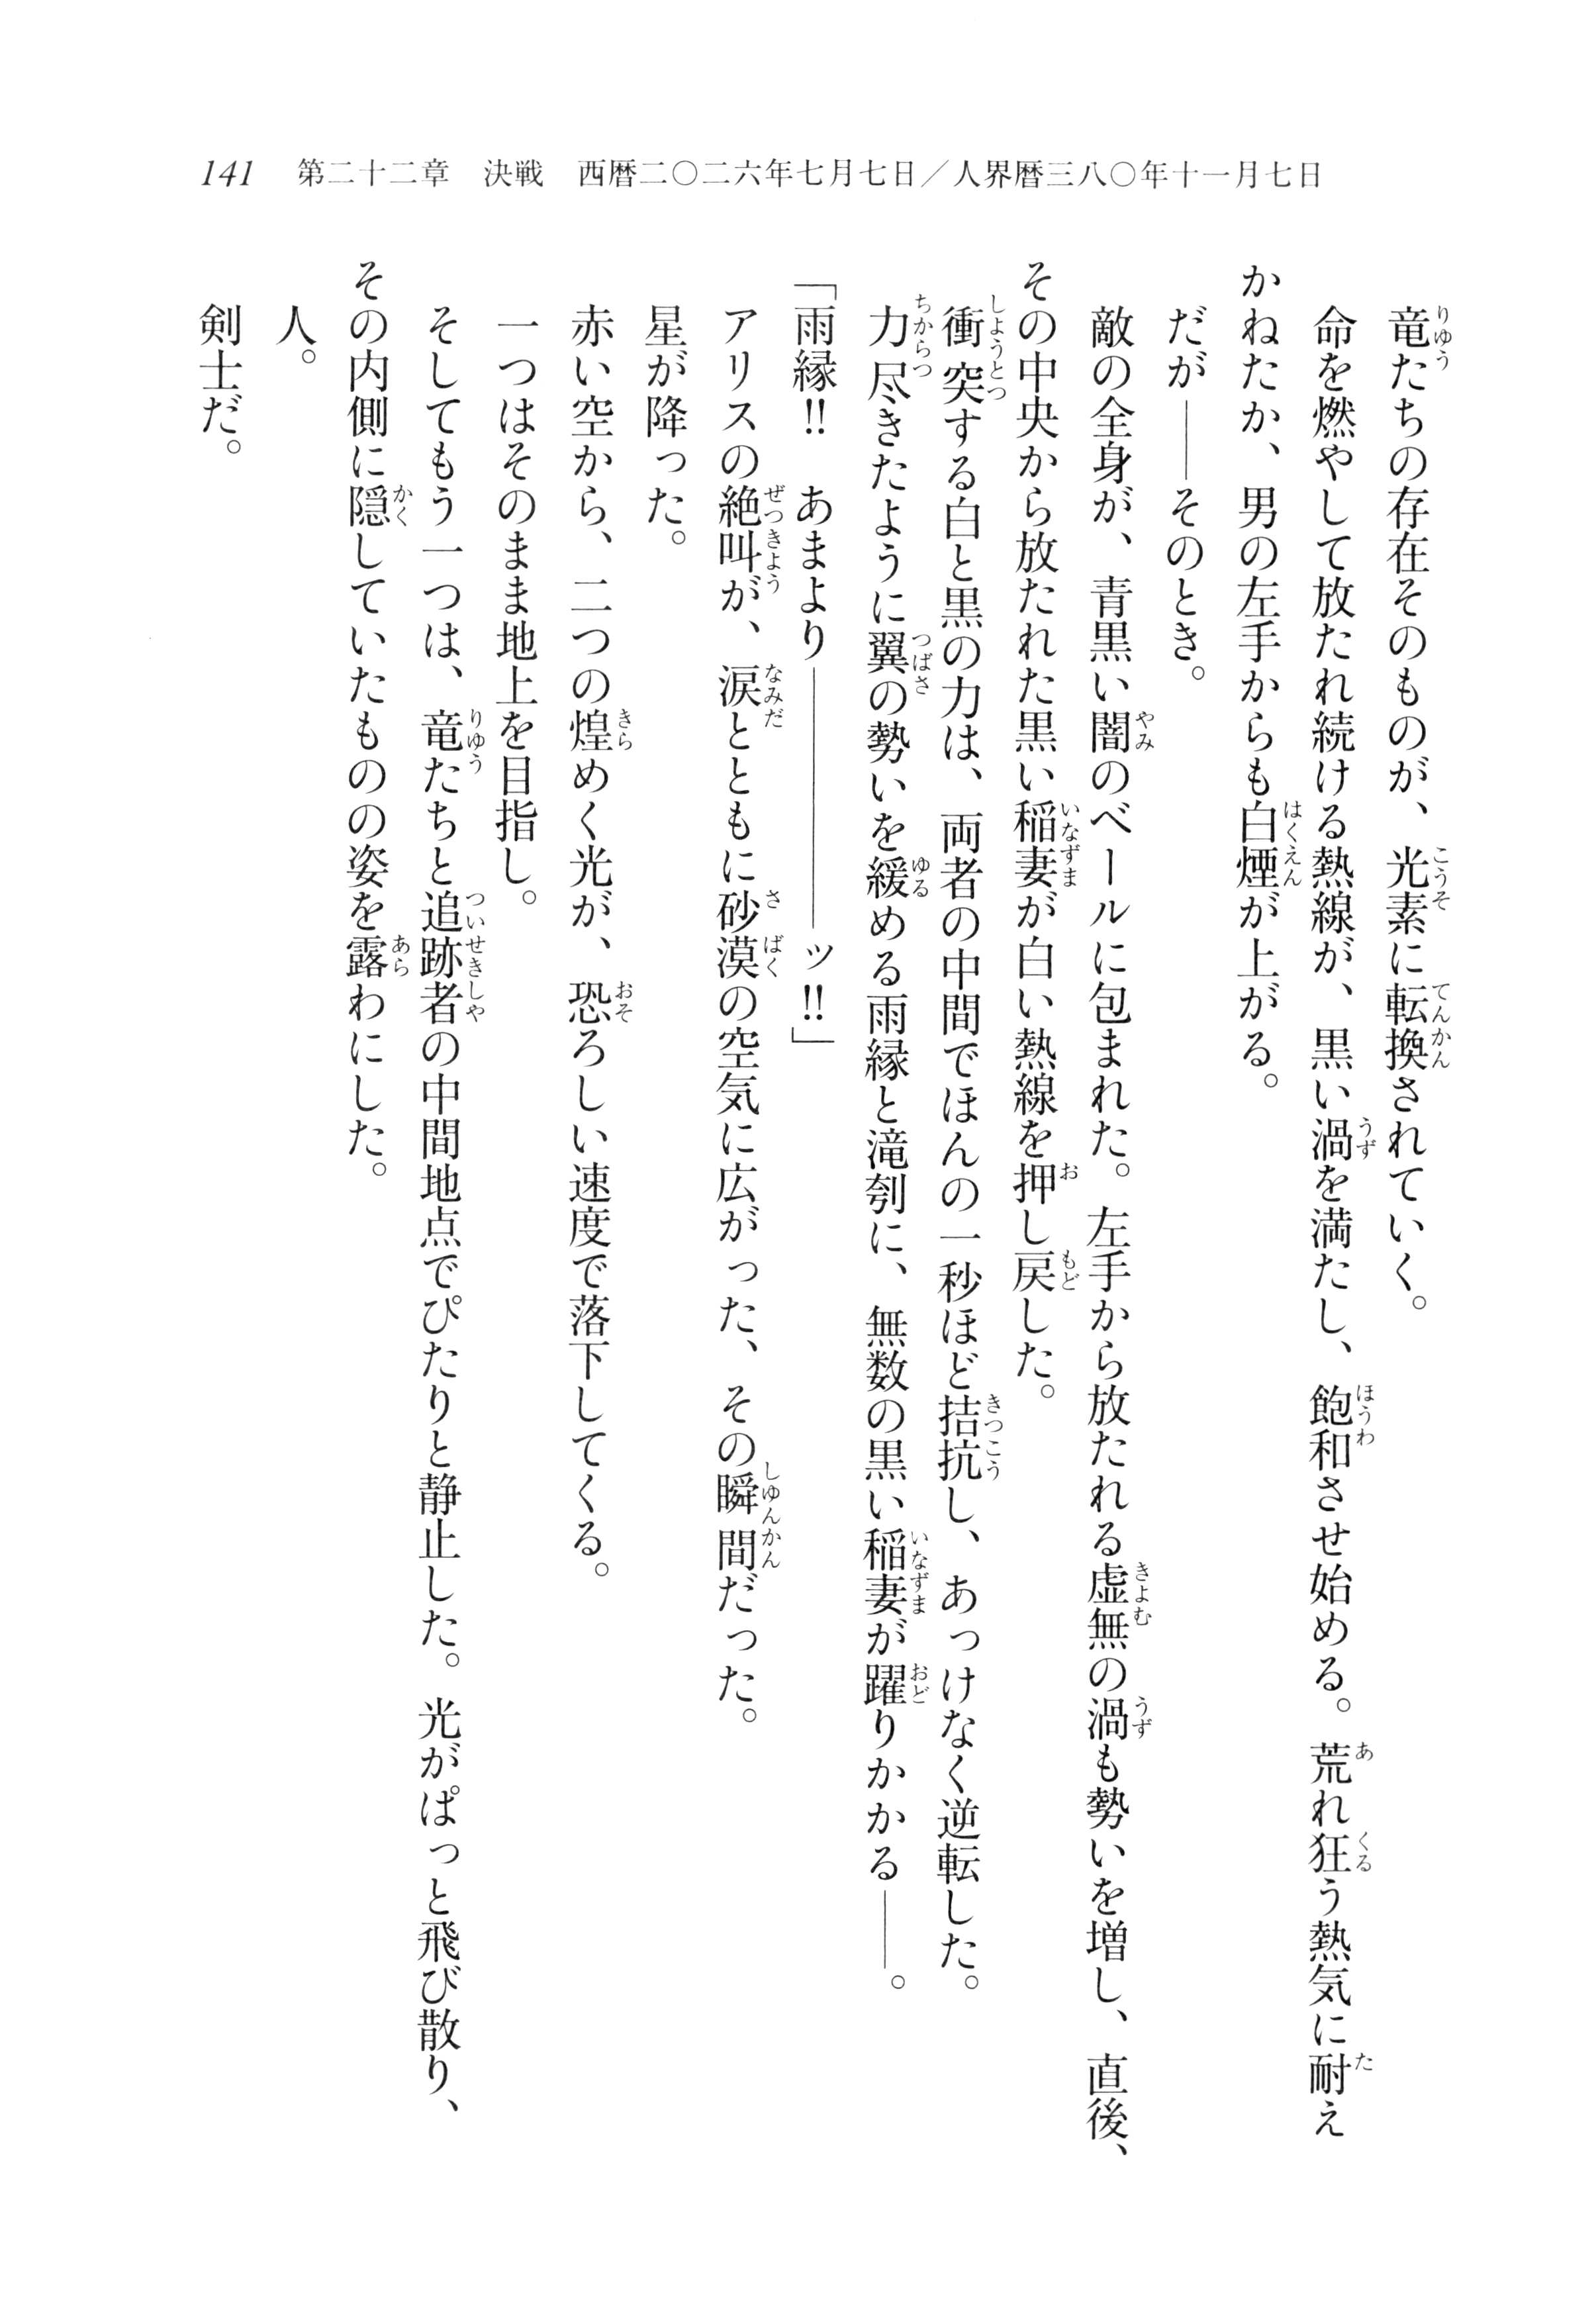 141　第二十二章　決戦　西暦二〇二六年七月七日／人界暦三八〇年十一月七日
竜たちの存在そのものが、光素に転換されていく。
命を燃やして放たれ続ける熱線が、黒い渦を満たし、飽和させ始める。荒れ狂う熱気に耐え
かねたか、男の左手からも白煙が上がる。
だが――そのとき。
敵の全身が、青黒い闇のベールに包まれた。左手から放たれる虚無の渦も勢いを増し、直後、
その中央から放たれた黒い稲妻が白い熱線を押し戻した。
衝突する白と黒の力は、両者の中間でほんの一秒ほど拮抗し、あっけなく逆転した。
力尽きたように翼の勢いを緩める雨縁と滝刳に、無数の黒い稲妻が躍りかかる――。
「雨縁!!　あまより――――――ッ!!」
アリスの絶叫が、涙とともに砂漠の空気に広がった、その瞬間だった。
星が降った。
赤い空から、二つの煌めく光が、恐ろしい速度で落下してくる。
一つはそのまま地上を目指し。
そしてもう一つは、竜たちと追跡者の中間地点でぴたりと静止した。光がぱっと飛び散り、
その内側に隠していたものの姿を露わにした。
人。
剣士だ。